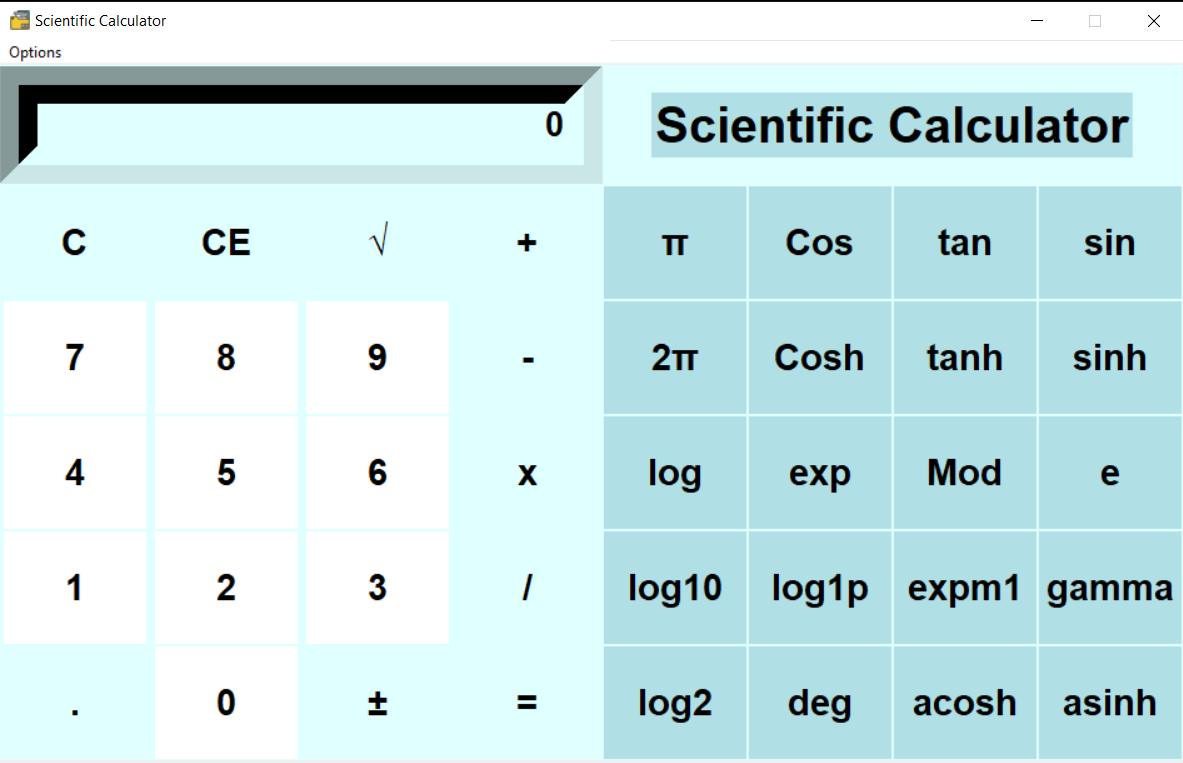 Scientific Calculator
Options
0
Scientific Calculator
C CE √ + π Cos tan sin
7 8 9 - 2π Cosh tanh sinh
4 5 6 x log exp Mod e
1 2 3 / log10 log1p expm1 gamma
. 0 ± = log2 deg acosh asinh